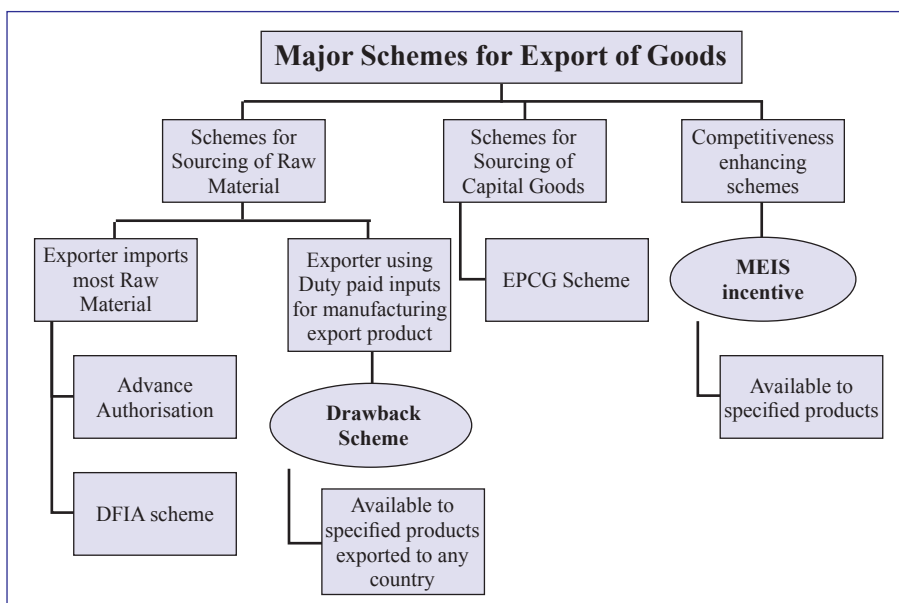 Major Schemes for Export of Goods
Schemes for
Sourcing of Raw
Material
Schemes for
Sourcing of
Capital Goods
Competitiveness
enhancing
schemes
Exporter imports
most Raw
Material
Exporter using
Duty paid inputs
for manufacturing
export product
EPCG Scheme
MEIS
incentive
Advance
Authorisation
Drawback
Scheme
Available to
specified products
DFIA scheme
Available to
specified products
exported to any
country